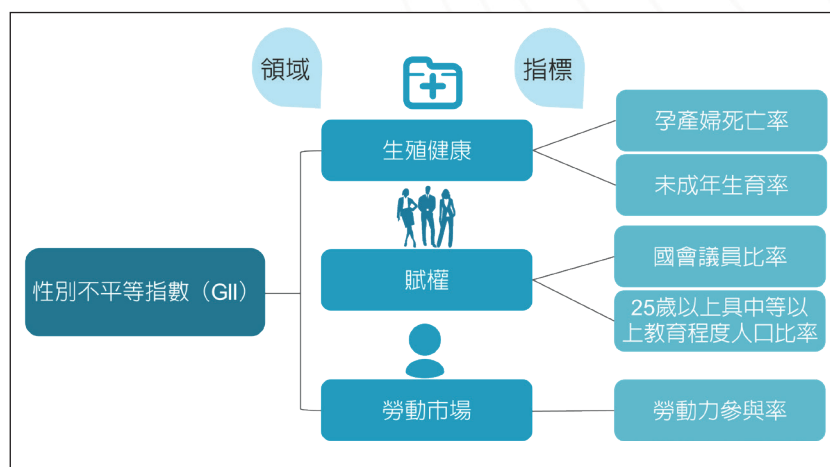 領域
指標
性別不平等指數（GII）
生殖健康
孕產婦死亡率
未成年生育率
賦權
國會議員比率
25歲以上具中等以
上教育程度人口比率
勞動市場
勞動力參與率